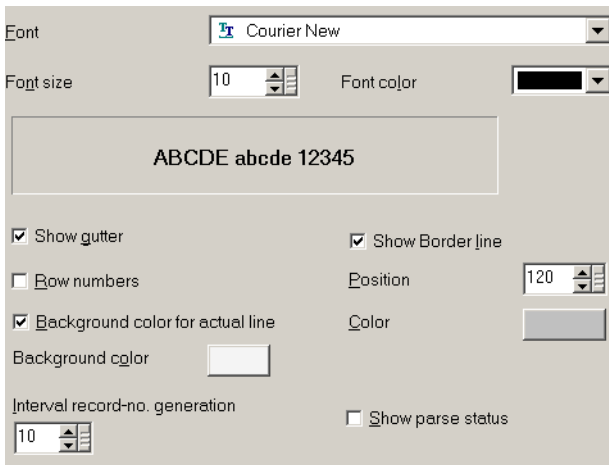 Font Courier New
Font size 10 Font color
ABCDE abcde 12345
Show gutter Show Border line
Row numbers Position 120
Background color for actual line Color
Background color
Interval record-no. generation
Show parse status
10